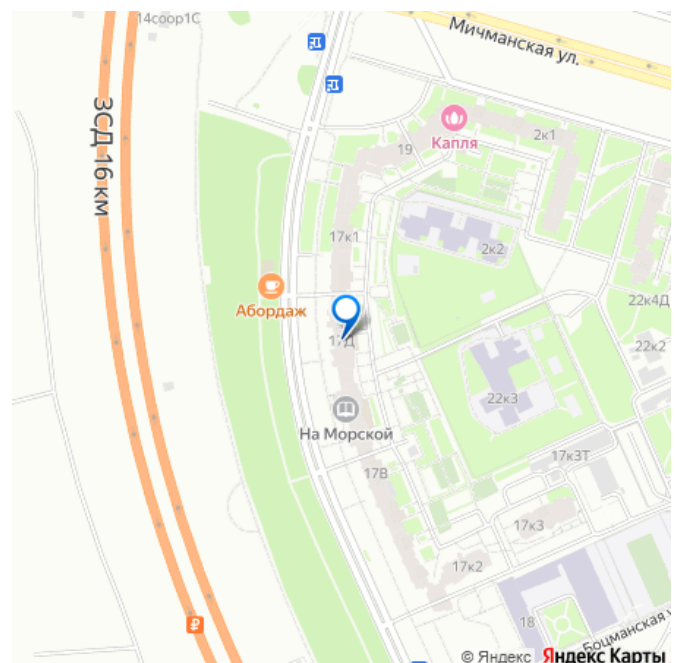 14соор1С
Мичманская ул.
ЗСД 16 км
Капля
2к1
19
17к1
2к2
Абордаж
22к4Д
17Д
22к2
22к3
На Морской
17В
17к3Т
17к3
17к2
18
Боцманская у
© Яндекс Яндекс Карты